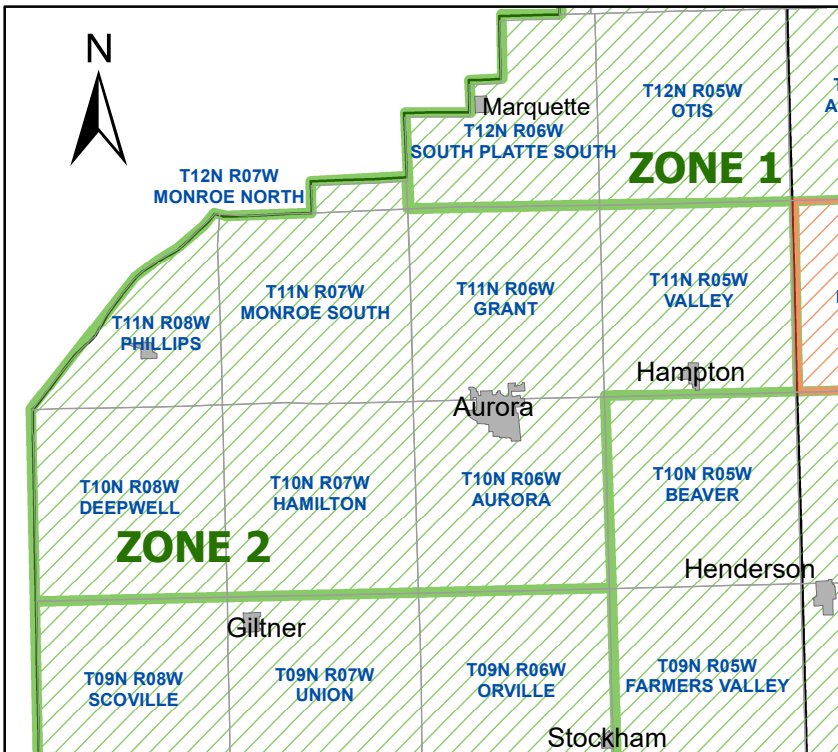 N
Marquette
T12N R05W
OTIS
T12N R06W
SOUTH PLATTE SOUTH
ZONE 1
T12N R07W
MONROE NORTH
T11N R08W
PHILLIPS
T11N R07W
MONROE SOUTH
T11N R06W
GRANT
T11N R05W
VALLEY
Hampton
Aurora
T10N R08W
DEEPWELL
T10N R07W
HAMILTON
T10N R06W
AURORA
T10N R05W
BEAVER
ZONE 2
Henderson
Giltner
T09N R08W
SCOVILLE
T09N R07W
UNION
T09N R06W
ORVILLE
T09N R05W
FARMERS VALLEY
Stockham